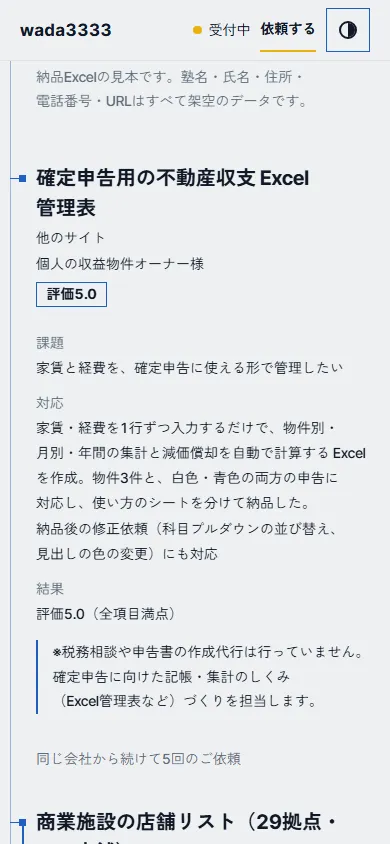 wada3333
受付中
依頼する
納品Excelの見本です。塾名・氏名・住所・
電話番号・URLはすべて架空のデータです。
確定申告用の不動産収支 Excel
管理表
他のサイト
個人の収益物件オーナー様
評価5.0
課題
家賃と経費を、確定申告に使える形で管理したい
対応
家賃・経費を1行ずつ入力するだけで、物件別・
月別・年間の集計と減価償却を自動で計算する Excel
を作成。物件3件と、白色・青色の両方の申告に
対応し、使い方のシートを分けて納品した。
納品後の修正依頼（科目プルダウンの並び替え、
見出しの色の変更）にも対応
結果
評価5.0（全項目満点）
※税務相談や申告書の作成代行は行っていません。
確定申告に向けた記帳・集計のしくみ
（Excel管理表など）づくりを担当します。
同じ会社から続けて5回のご依頼
商業施設の店舗リスト（29拠点・